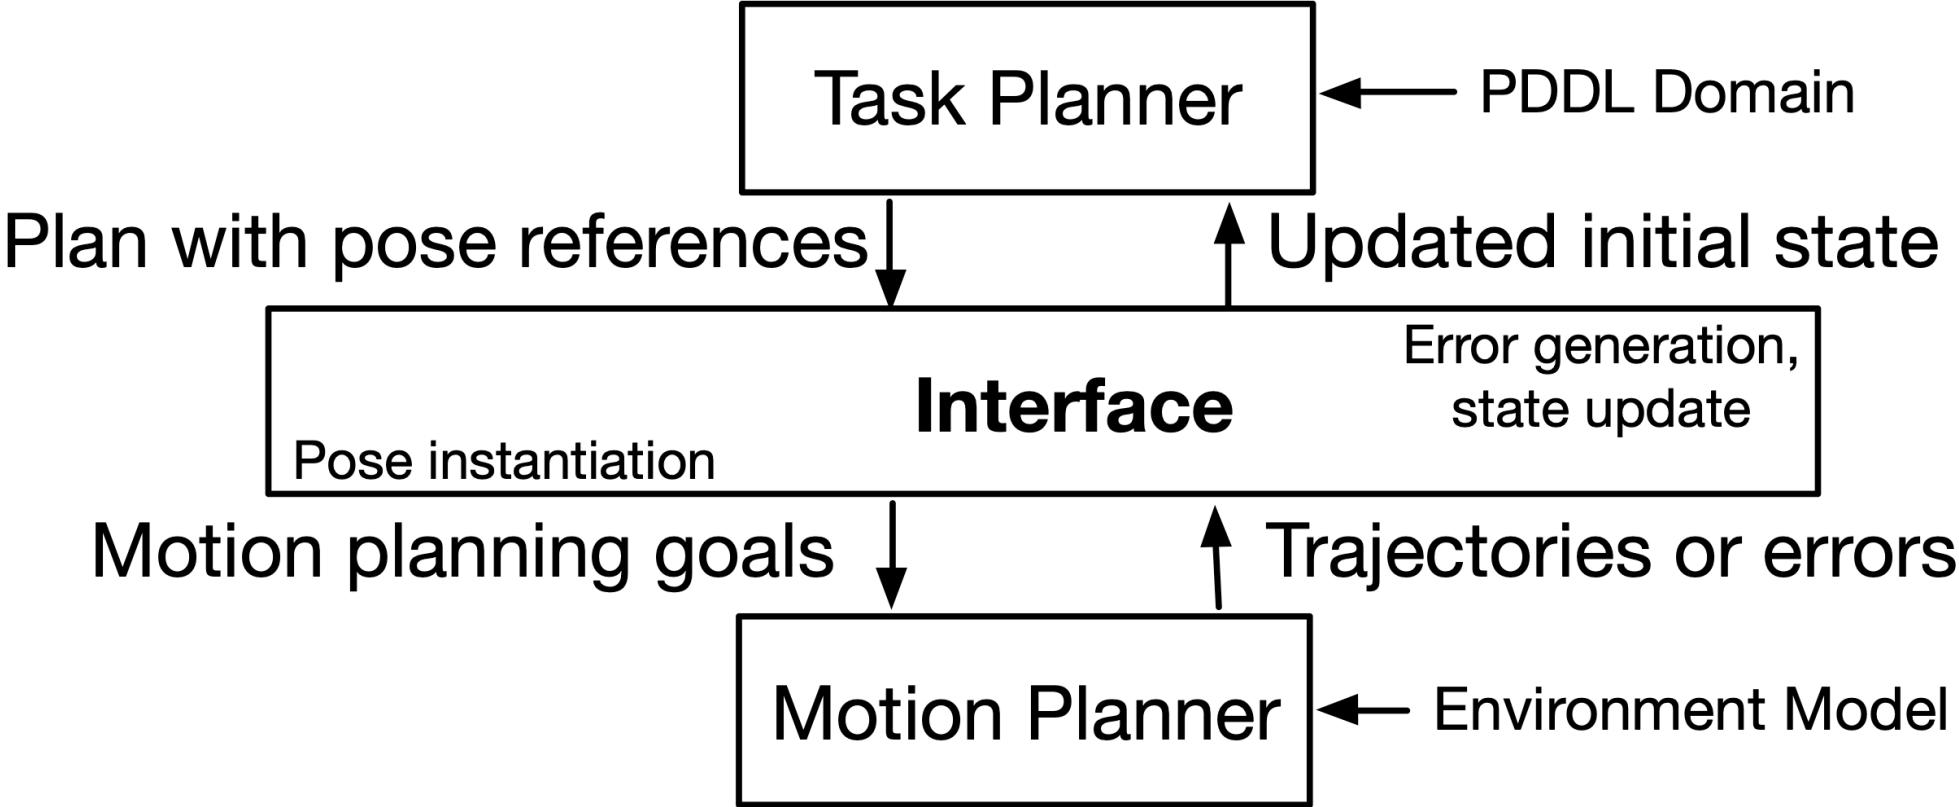 Task Planner
PDDL Domain
Plan with pose references
Updated initial state
Error generation,
state update
Interface
Pose instantiation
Motion planning goals
Trajectories or errors
Motion Planner
Environment Model